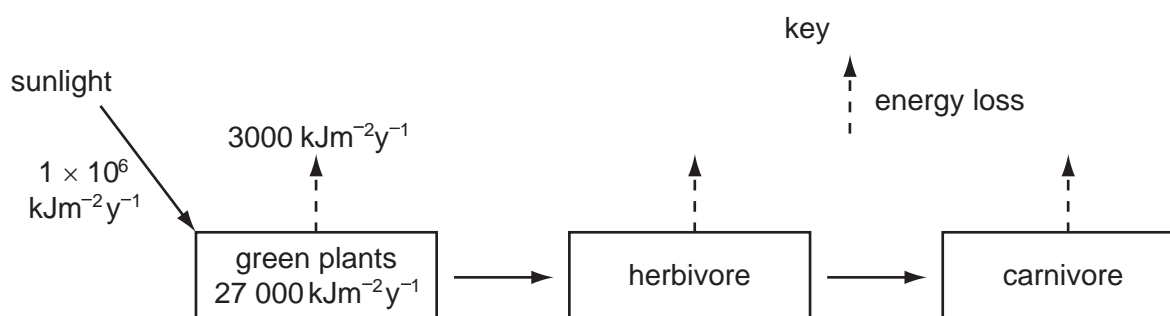 key
sunlight
energy loss
3000 kJm⁻²y⁻¹
1 × 10⁶
kJm⁻²y⁻¹
green plants
27 000 kJm⁻²y⁻¹
herbivore
carnivore